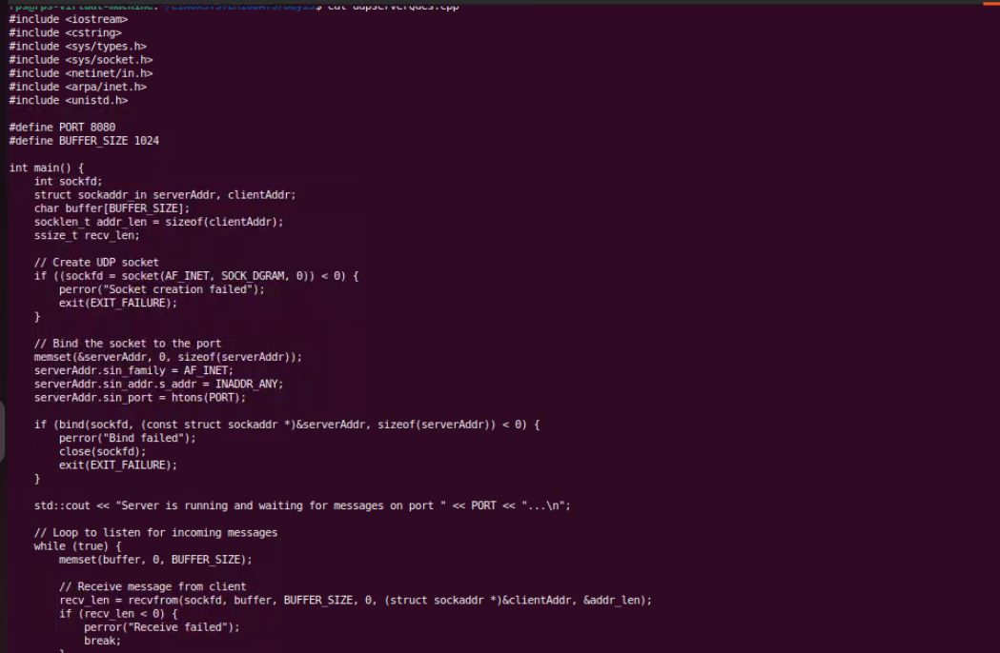 cat udpserverQues.cpp
#include <iostream>
#include <cstring>
#include <sys/types.h>
#include <sys/socket.h>
#include <netinet/in.h>
#include <arpa/inet.h>
#include <unistd.h>

#define PORT 8080
#define BUFFER_SIZE 1024

int main() {
    int sockfd;
    struct sockaddr_in serverAddr, clientAddr;
    char buffer[BUFFER_SIZE];
    socklen_t addr_len = sizeof(clientAddr);
    ssize_t recv_len;

    // Create UDP socket
    if ((sockfd = socket(AF_INET, SOCK_DGRAM, 0)) < 0) {
        perror("Socket creation failed");
        exit(EXIT_FAILURE);
    }

    // Bind the socket to the port
    memset(&serverAddr, 0, sizeof(serverAddr));
    serverAddr.sin_family = AF_INET;
    serverAddr.sin_addr.s_addr = INADDR_ANY;
    serverAddr.sin_port = htons(PORT);

    if (bind(sockfd, (const struct sockaddr *)&serverAddr, sizeof(serverAddr)) < 0) {
        perror("Bind failed");
        close(sockfd);
        exit(EXIT_FAILURE);
    }

    std::cout << "Server is running and waiting for messages on port " << PORT << "...\n";

    // Loop to listen for incoming messages
    while (true) {
        memset(buffer, 0, BUFFER_SIZE);

        // Receive message from client
        recv_len = recvfrom(sockfd, buffer, BUFFER_SIZE, 0, (struct sockaddr *)&clientAddr, &addr_len);
        if (recv_len < 0) {
            perror("Receive failed");
            break;
        }